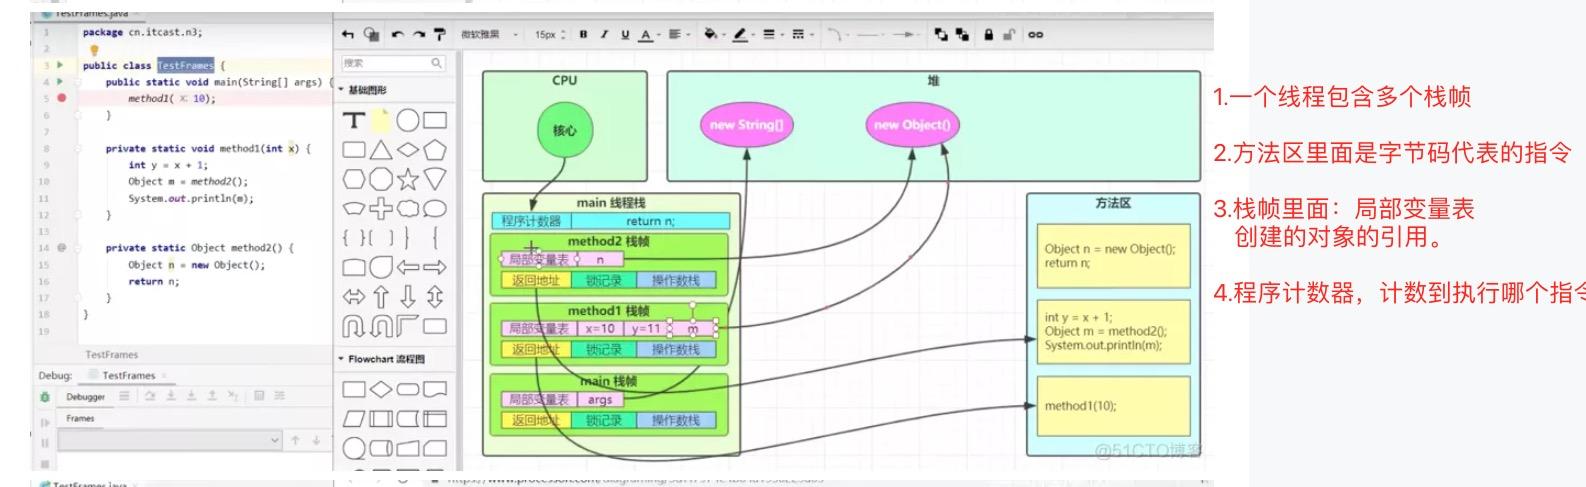 TestFrames.java
package cn.itcast.n3;
public class TestFrames {
public static void main(String[] args) {
method1( x: 10);
}
private static void method1(int x) {
int y = x + 1;
Object m = method2();
System.out.println(m);
}
private static Object method2() {
Object n = new Object();
return n;
}
}
1
2
3
4
5
6
7
8
9
10
11
12
13
14
15
16
17
18
19
TestFrames
Debug: TestFrames
Debugger
Frames
微软雅黑 15px B I U A
搜索
基础图形
T
Flowchart 流程图
CPU
核心
堆
new String[]
new Object()
main 线程栈
程序计数器 return n;
method2 栈帧
局部变量表 n
返回地址 锁记录 操作数栈
method1 栈帧
局部变量表 x=10 y=11 m
返回地址 锁记录 操作数栈
main 栈帧
局部变量表 args
返回地址 锁记录 操作数栈
方法区
Object n = new Object();
return n;
int y = x + 1;
Object m = method2();
System.out.println(m);
method1(10);
@51CTO博客
1.一个线程包含多个栈帧
2.方法区里面是字节码代表的指令
3.栈帧里面：局部变量表
创建的对象的引用。
4.程序计数器，计数到执行哪个指令
TestFrames.java